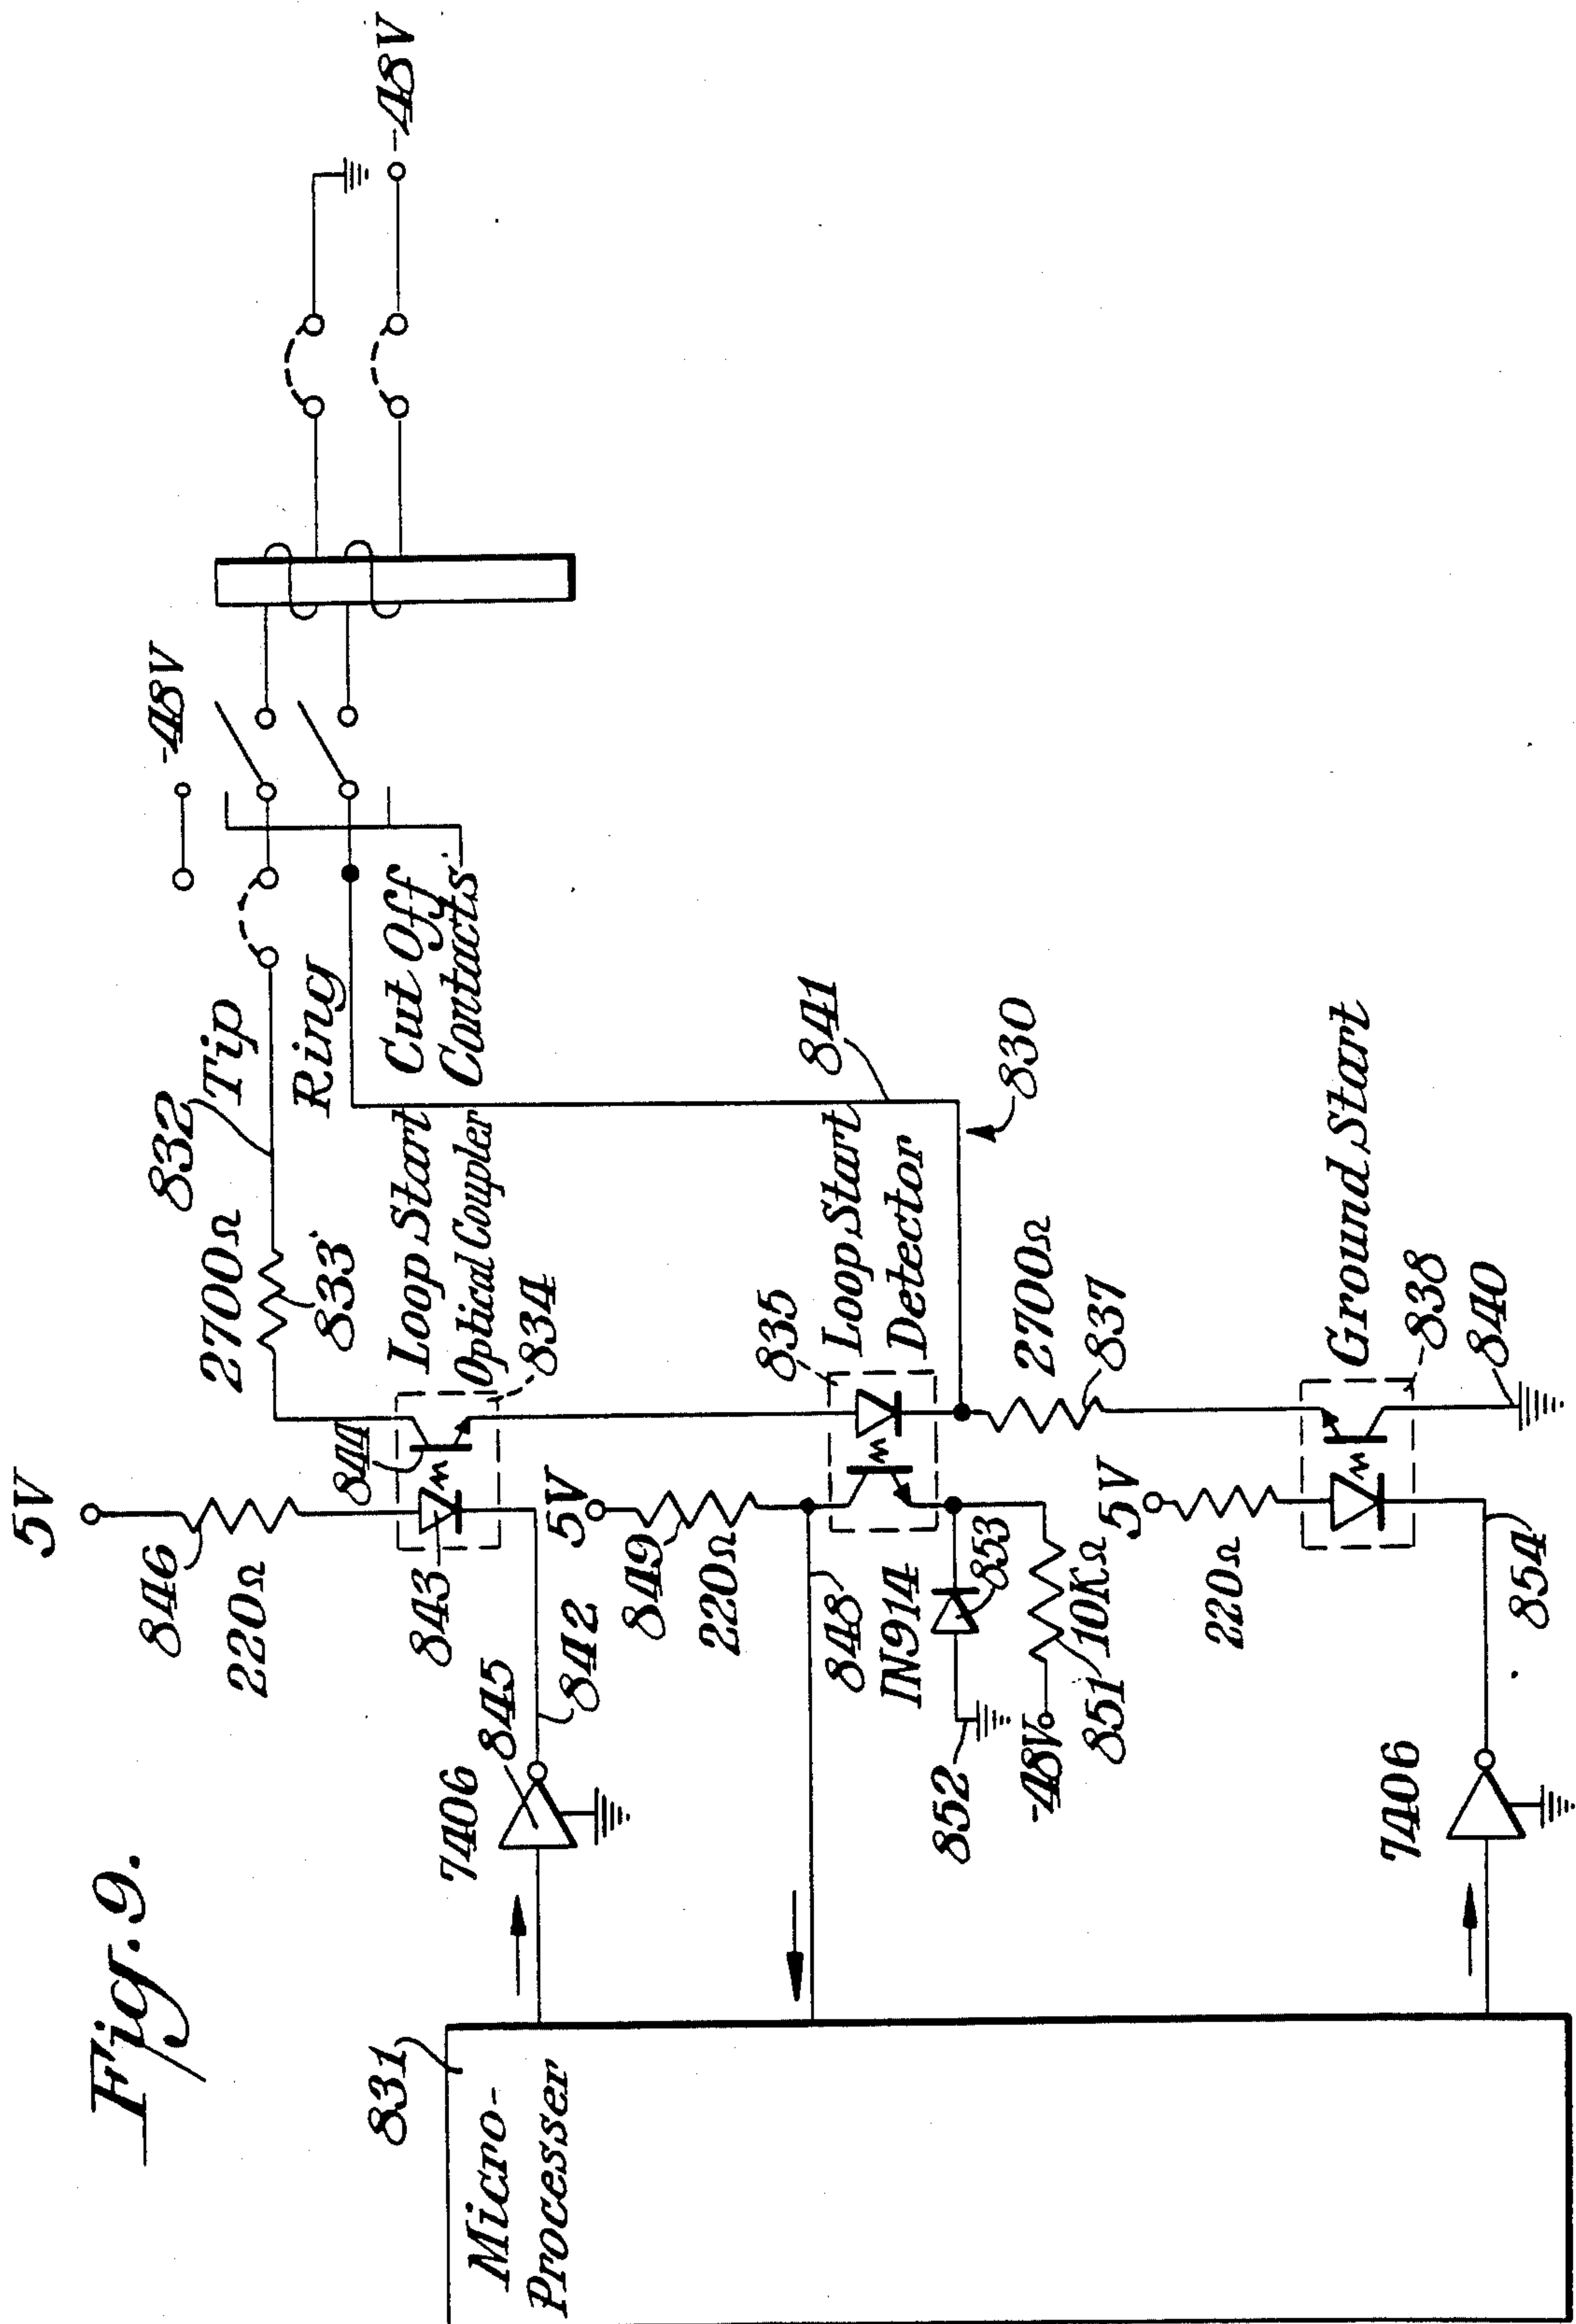 Fig. 9.
831
Micro-
Processer
5V
846
220Ω
844
843
7406
845
842
2700Ω
833
832
Tip
Ring
-48V
-48V
Cut Off
Contacts
Loop Start
Optical Coupler
834
5V
849
220Ω
848
835
Loop Start
Detector
841
830
IN914
853
852
-48V
851
10KΩ
2700Ω
837
5V
220Ω
Ground Start
838
840
7406
854